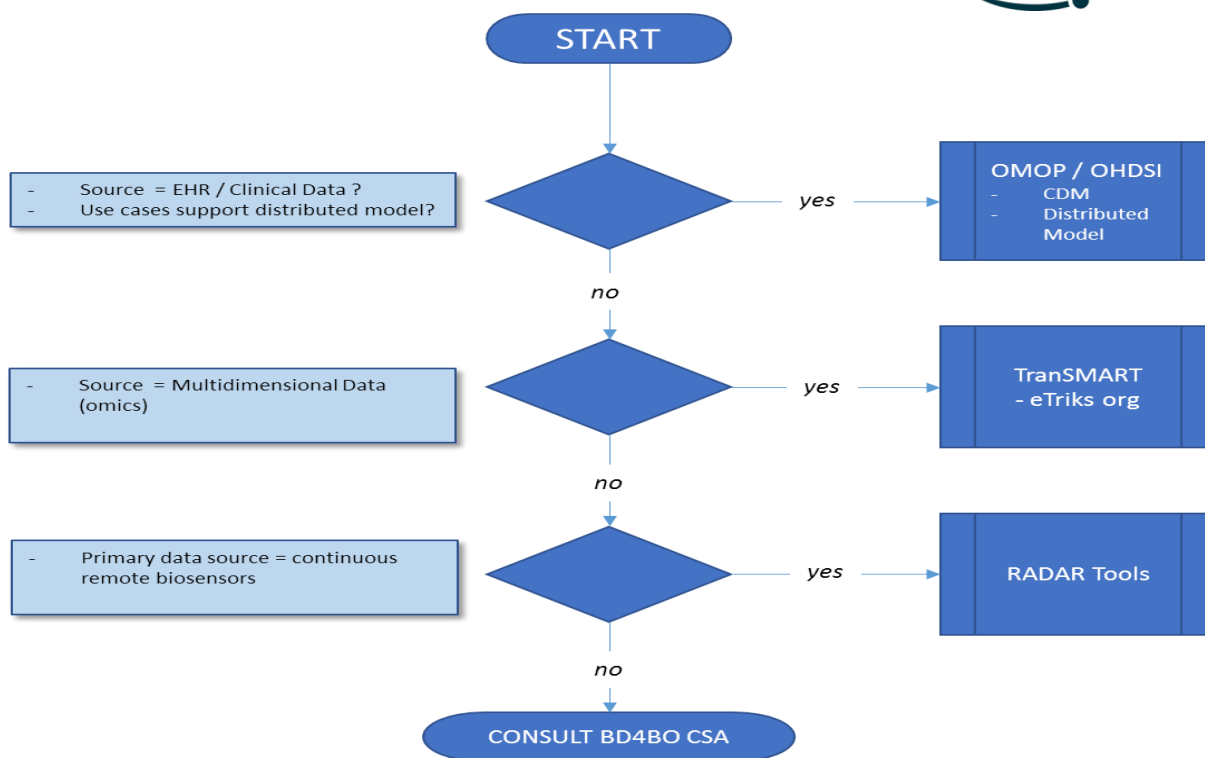 START
- Source = EHR / Clinical Data ?
- Use cases support distributed model?
yes
OMOP / OHDSI
- CDM
- Distributed
Model
no
- Source = Multidimensional Data
(omics)
yes
TranSMART
- eTriks org
no
- Primary data source = continuous
remote biosensors
yes
RADAR Tools
no
CONSULT BD4BO CSA